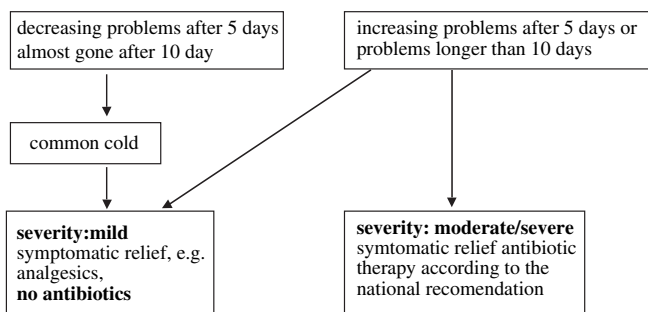 decreasing problems after 5 days
almost gone after 10 day
increasing problems after 5 days or
problems longer than 10 days
common cold
severity:mild
symptomatic relief, e.g.
analgesics,
no antibiotics
severity: moderate/severe
symtomatic relief antibiotic
therapy according to the
national recomendation